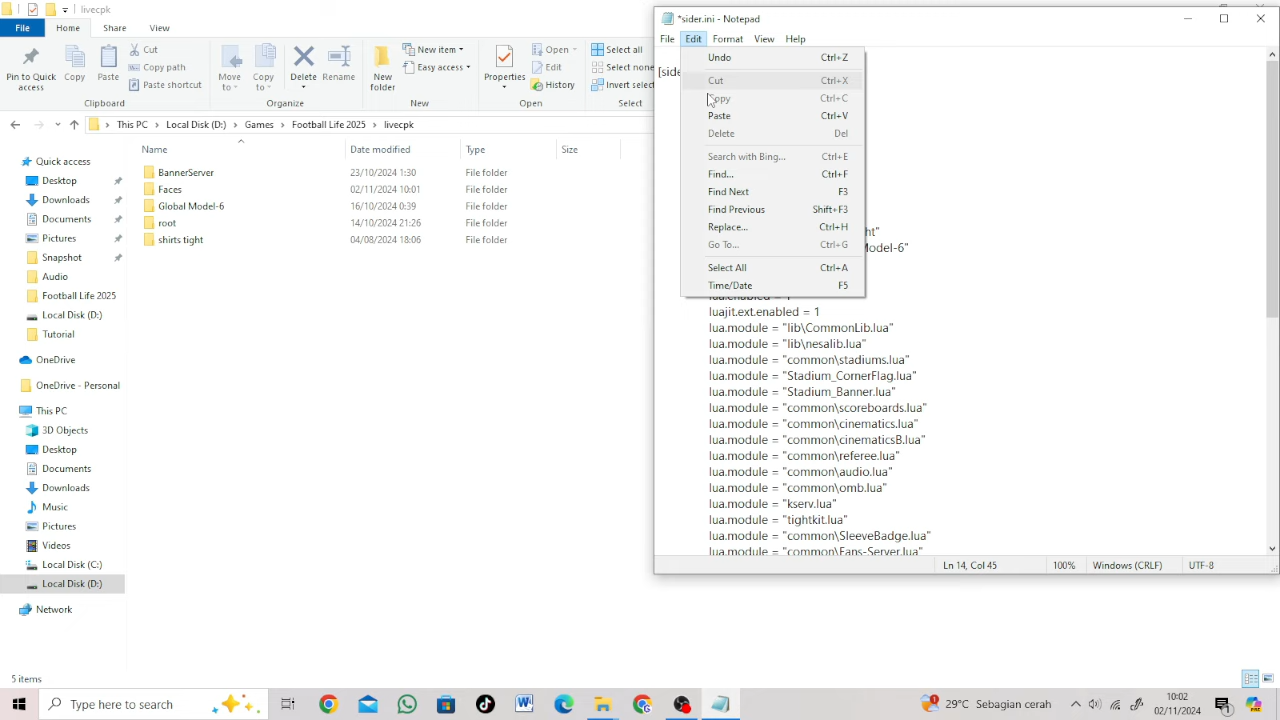 livecpk
File Home Share View
Pin to Quick access
Copy
Paste
Cut
Copy path
Paste shortcut
Clipboard
Move to
Copy to
Delete
Rename
Organize
New folder
New item
Easy access
New
Properties
Open
Edit
History
Open
Select all
Select none
Invert selection
Select
This PC > Local Disk (D:) > Games > Football Life 2025 > livecpk
Name Date modified Type Size
BannerServer 23/10/2024 1:30 File folder
Faces 02/11/2024 10:01 File folder
Global Model-6 16/10/2024 0:39 File folder
root 14/10/2024 21:26 File folder
shirts tight 04/08/2024 18:06 File folder
Quick access
Desktop
Downloads
Documents
Pictures
Snapshot
Audio
Football Life 2025
Local Disk (D:)
Tutorial
OneDrive
OneDrive - Personal
This PC
3D Objects
Desktop
Documents
Downloads
Music
Pictures
Videos
Local Disk (C:)
Local Disk (D:)
Network
5 items
*sider.ini - Notepad
File Edit Format View Help
[side
Undo Ctrl+Z
Cut Ctrl+X
Copy Ctrl+C
Paste Ctrl+V
Delete Del
Search with Bing... Ctrl+E
Find... Ctrl+F
Find Next F3
Find Previous Shift+F3
Replace... Ctrl+H
Go To... Ctrl+G
Select All Ctrl+A
Time/Date F5
ht"
Model-6"
lua.enabled = 1
luajit.ext.enabled = 1
lua.module = "lib\CommonLib.lua"
lua.module = "lib\nesalib.lua"
lua.module = "common\stadiums.lua"
lua.module = "Stadium_CornerFlag.lua"
lua.module = "Stadium_Banner.lua"
lua.module = "common\scoreboards.lua"
lua.module = "common\cinematics.lua"
lua.module = "common\cinematicsB.lua"
lua.module = "common\referee.lua"
lua.module = "common\audio.lua"
lua.module = "common\omb.lua"
lua.module = "kserv.lua"
lua.module = "tightkit.lua"
lua.module = "common\SleeveBadge.lua"
lua.module = "common\Fans-Server.lua"
Ln 14, Col 45 100% Windows (CRLF) UTF-8
Type here to search
29°C Sebagian cerah
10:02
02/11/2024